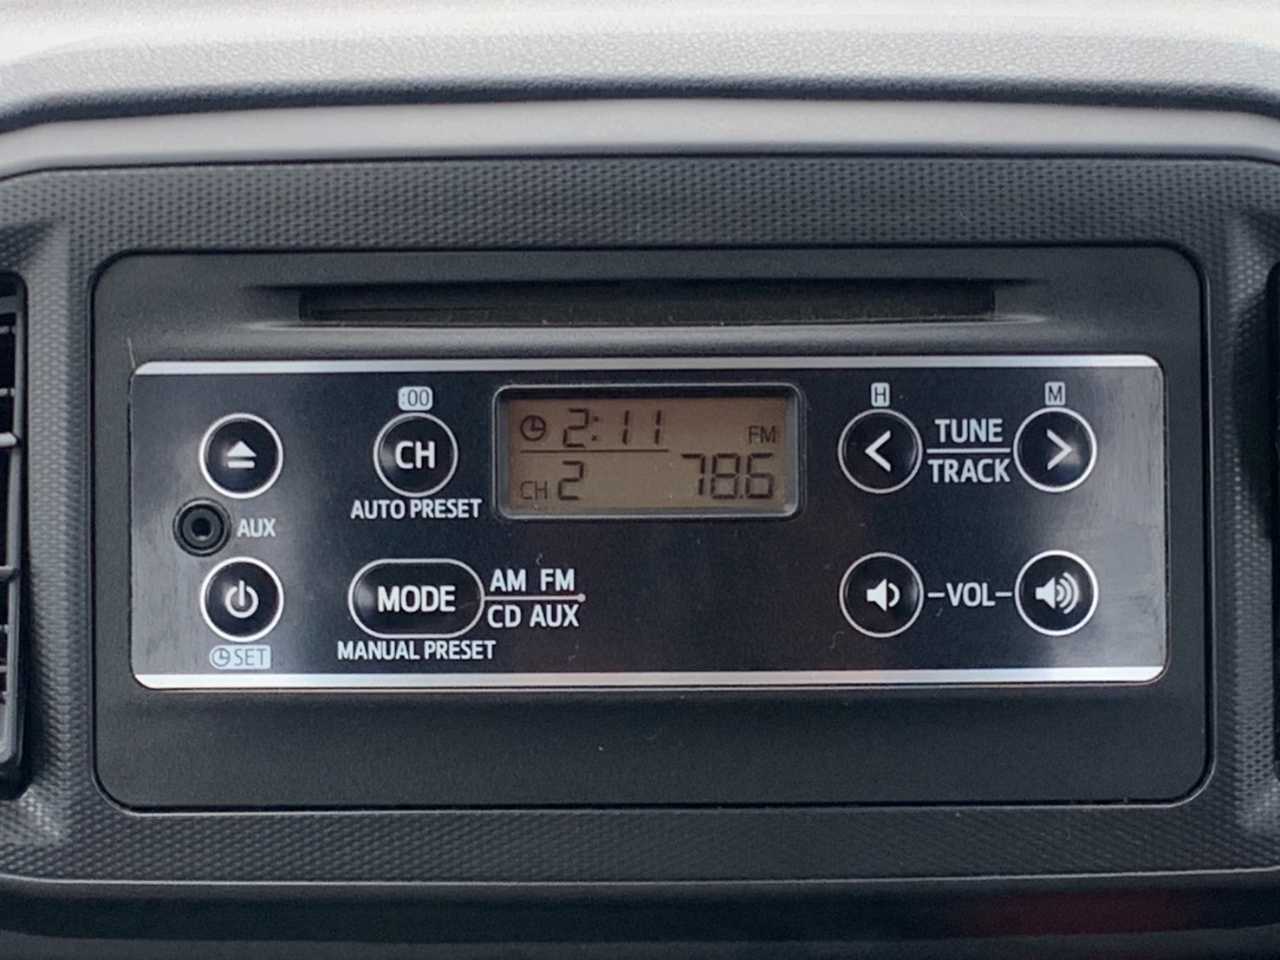 :00
H
M
CH
AUTO PRESET
2:11
FM
CH 2 78.6
TUNE
TRACK
AUX
MODE
AM FM
CD AUX
MANUAL PRESET
-VOL-
SET